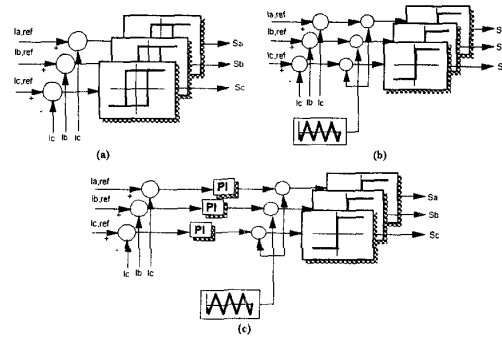 Ia,ref
Ib,ref
Ic,ref
+
+
+
-
Ic Ib Ic
Sa
Sb
Sc
(a)
Ia,ref
Ib,ref
Ic,ref
+
+
+
-
Ic Ib Ic
S
S
S
(b)
Ia,ref
Ib,ref
Ic,ref
+
+
+
-
Ic Ib Ic
PI
PI
PI
Sa
Sb
Sc
(c)